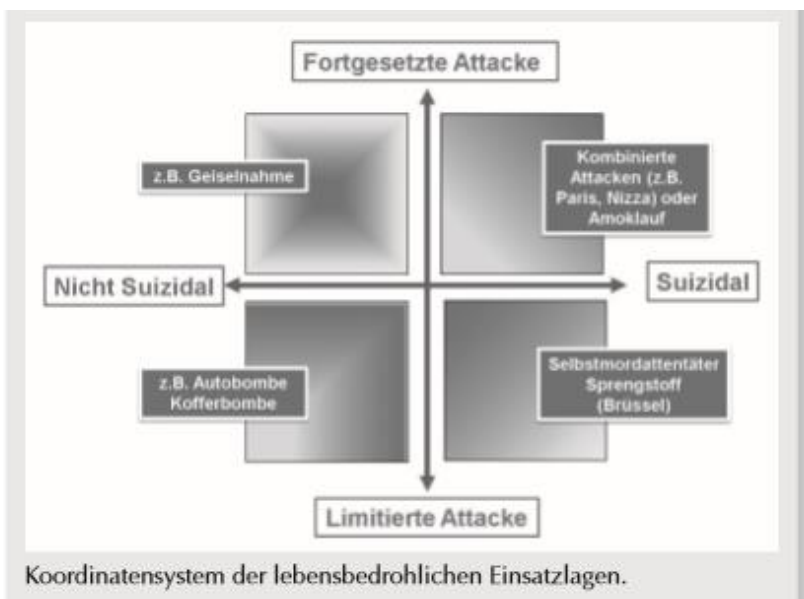 Fortgesetzte Attacke
z.B. Geiselnahme
Kombinierte
Attacken (z.B.
Paris, Nizza) oder
Amoklauf
Nicht Suizidal
Suizidal
z.B. Autobombe
Kofferbombe
Selbstmordattentäter
Sprengstoff
(Brüssel)
Limitierte Attacke
Koordinatensystem der lebensbedrohlichen Einsatzlagen.